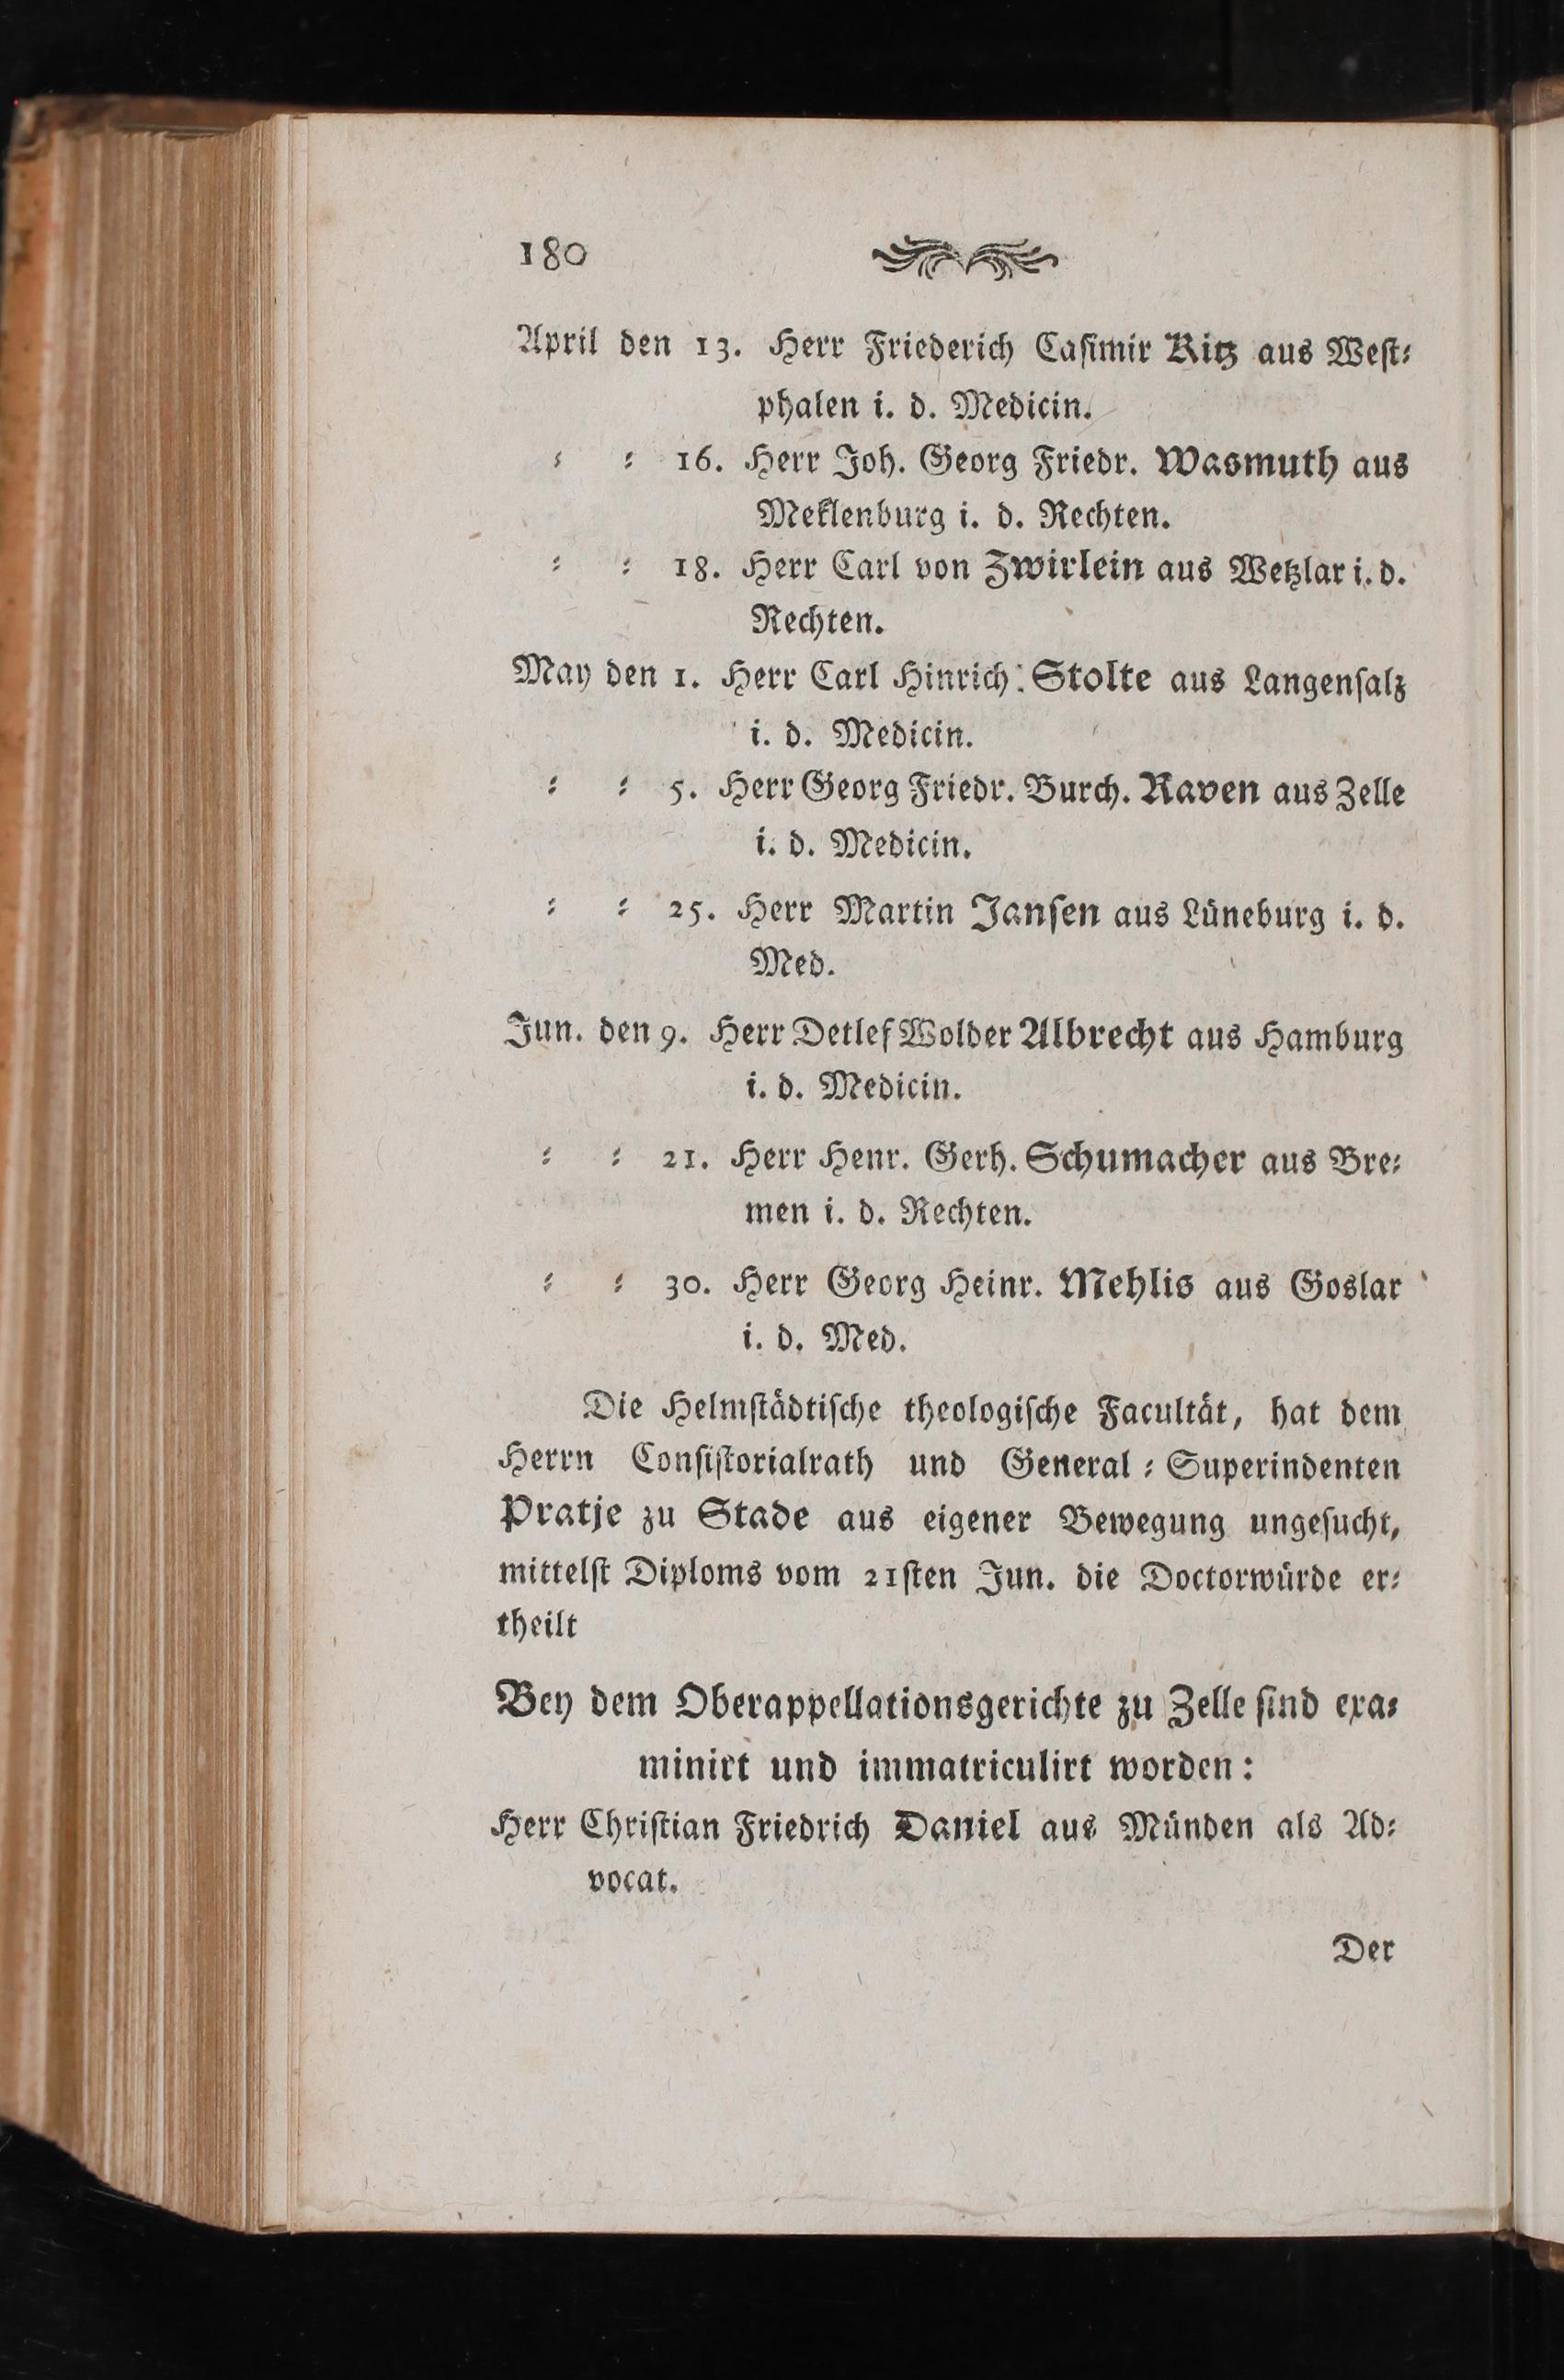 180
April den 13. Herr Friederich Casimir Kitz aus West⸗
phalen i. d. Medicin.
⸗ ⸗ 16. Herr Joh. Georg Friedr. Wasmuth aus
Meklenburg i. d. Rechten.
⸗ ⸗ 18. Herr Carl von Zwirlein aus Wetzlar i. d.
Rechten.
May den 1. Herr Carl Hinrich Stolte aus Langensalz
i. d. Medicin.
⸗ ⸗ 5. Herr Georg Friedr. Burch. Raven aus Zelle
i. d. Medicin.
⸗ ⸗ 25. Herr Martin Jansen aus Lüneburg i. d.
Med.
Jun. den 9. Herr Detlef Wolder Albrecht aus Hamburg
i. d. Medicin.
⸗ ⸗ 21. Herr Henr. Gerh. Schumacher aus Bre⸗
men i. d. Rechten.
⸗ ⸗ 30. Herr Georg Heinr. Mehlis aus Goslar
i. d. Med.
Die Helmstädtische theologische Facultät, hat dem
Herrn Consistorialrath und General⸗Superindenten
Pratje zu Stade aus eigener Bewegung ungesucht,
mittelst Diploms vom 21sten Jun. die Doctorwürde er⸗
theilt
Bey dem Oberappellationsgerichte zu Zelle sind exa⸗
minirt und immatriculirt worden:
Herr Christian Friedrich Daniel aus Münden als Ad⸗
vocat.
Der